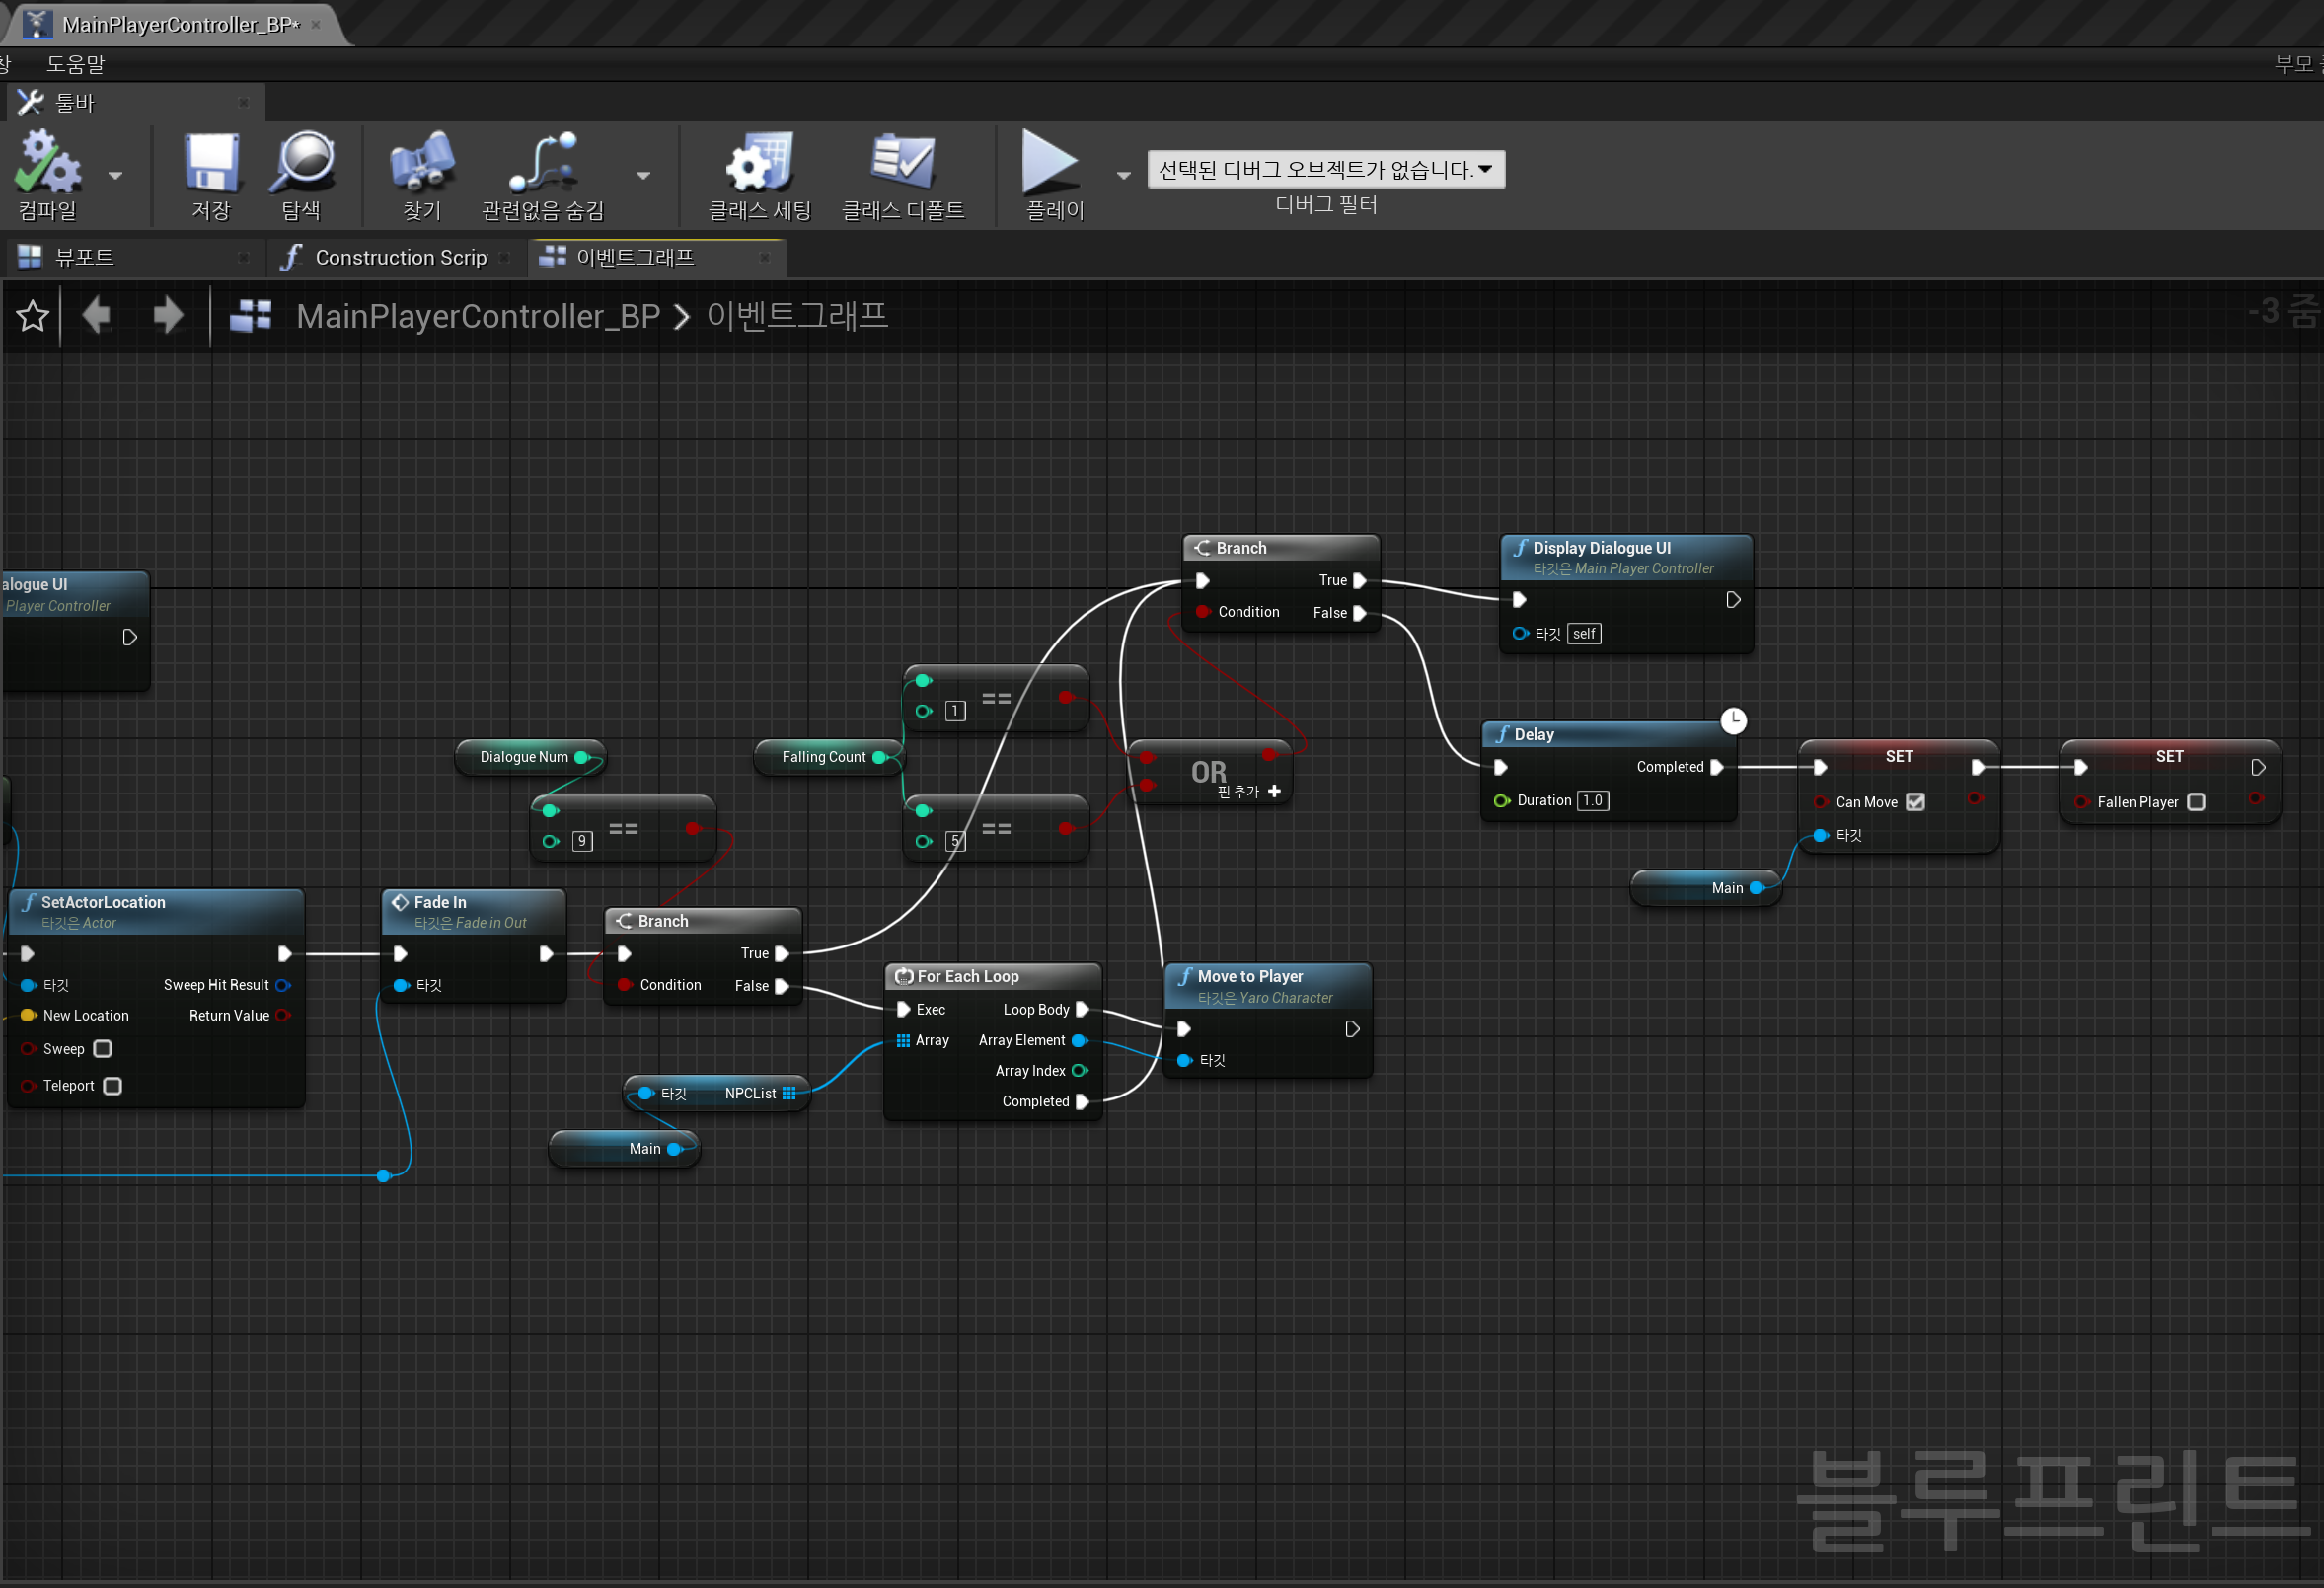 MainPlayerController_BP*
창 도움말
부모
툴바
컴파일
저장
탐색
찾기
관련없음 숨김
클래스 세팅
클래스 디폴트
플레이
선택된 디버그 오브젝트가 없습니다.
디버그 필터
뷰포트
Construction Scrip
이벤트그래프
MainPlayerController_BP > 이벤트그래프
-3 줌
alogue UI
Player Controller
Dialogue Num
9 ==
Falling Count
1 ==
5 ==
OR
핀 추가 +
Branch
True
Condition
False
Display Dialogue UI
타깃은 Main Player Controller
타깃 self
Delay
Completed
Duration 1.0
SET
Can Move
타깃
Main
SET
Fallen Player
SetActorLocation
타깃은 Actor
타깃
Sweep Hit Result
New Location
Return Value
Sweep
Teleport
Fade In
타깃은 Fade in Out
타깃
Branch
True
Condition
False
For Each Loop
Exec
Loop Body
Array
Array Element
Array Index
Completed
Move to Player
타깃은 Yaro Character
타깃
타깃 NPCList
Main
블루프린트